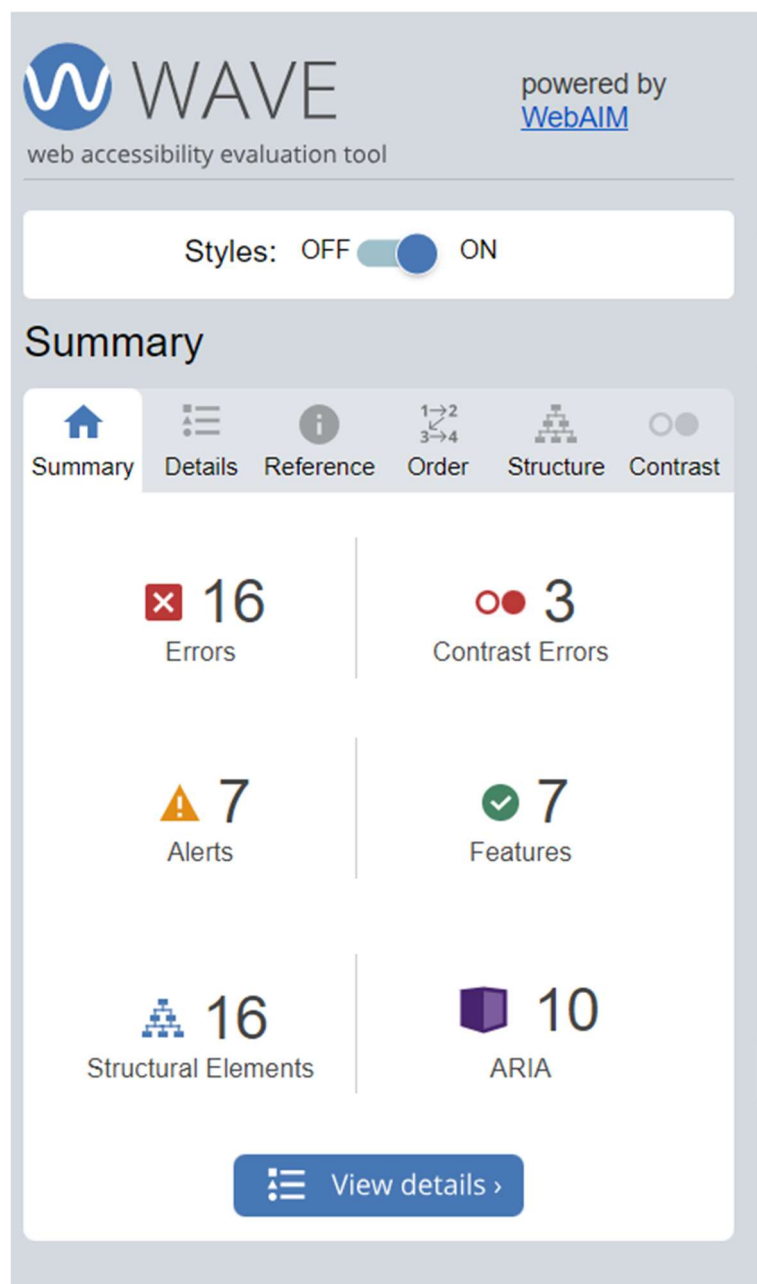 WAVE
powered by
WebAIM
web accessibility evaluation tool
Styles: OFF ON
Summary
1→2
3→4
Summary Details Reference Order Structure Contrast
16 3
Errors Contrast Errors
7 7
Alerts Features
16 10
Structural Elements ARIA
View details ›